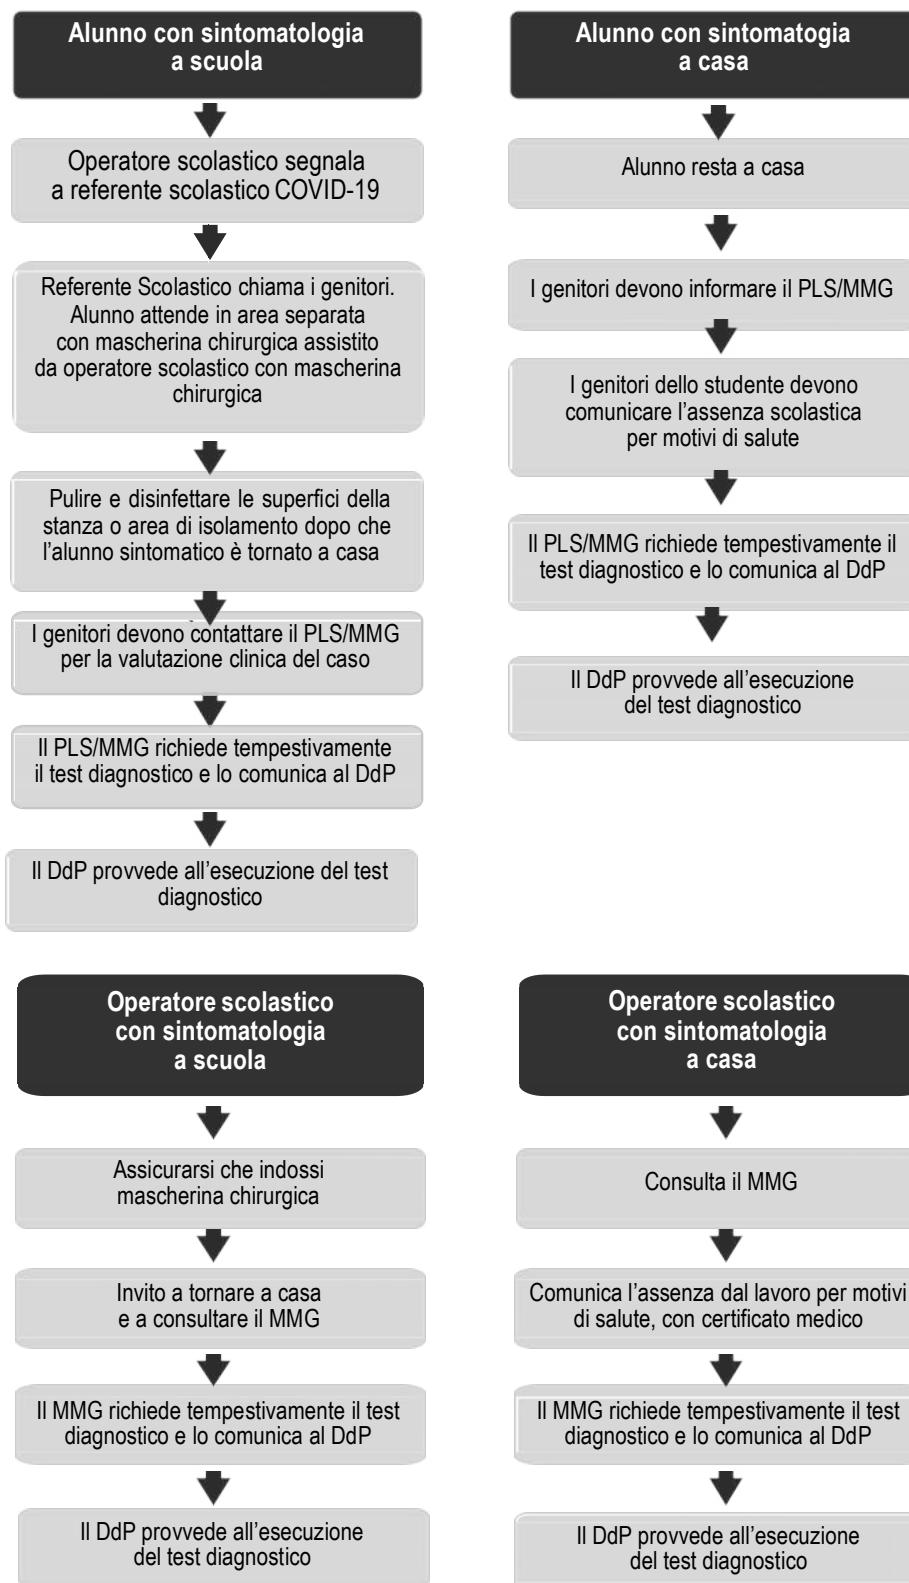 Alunno con sintomatologia
a scuola
Operatore scolastico segnala
a referente scolastico COVID-19
Referente Scolastico chiama i genitori.
Alunno attende in area separata
con mascherina chirurgica assistito
da operatore scolastico con mascherina
chirurgica
Pulire e disinfettare le superfici della
stanza o area di isolamento dopo che
l'alunno sintomatico è tornato a casa
I genitori devono contattare il PLS/MMG
per la valutazione clinica del caso
Il PLS/MMG richiede tempestivamente
il test diagnostico e lo comunica al DdP
Il DdP provvede all'esecuzione del test
diagnostico
Alunno con sintomatogia
a casa
Alunno resta a casa
I genitori devono informare il PLS/MMG
I genitori dello studente devono
comunicare l'assenza scolastica
per motivi di salute
Il PLS/MMG richiede tempestivamente il
test diagnostico e lo comunica al DdP
Il DdP provvede all'esecuzione
del test diagnostico
Operatore scolastico
con sintomatologia
a scuola
Assicurarsi che indossi
mascherina chirurgica
Invito a tornare a casa
e a consultare il MMG
Il MMG richiede tempestivamente il test
diagnostico e lo comunica al DdP
Il DdP provvede all'esecuzione
del test diagnostico
Operatore scolastico
con sintomatologia
a casa
Consulta il MMG
Comunica l'assenza dal lavoro per motivi
di salute, con certificato medico
Il MMG richiede tempestivamente il test
diagnostico e lo comunica al DdP
Il DdP provvede all'esecuzione
del test diagnostico